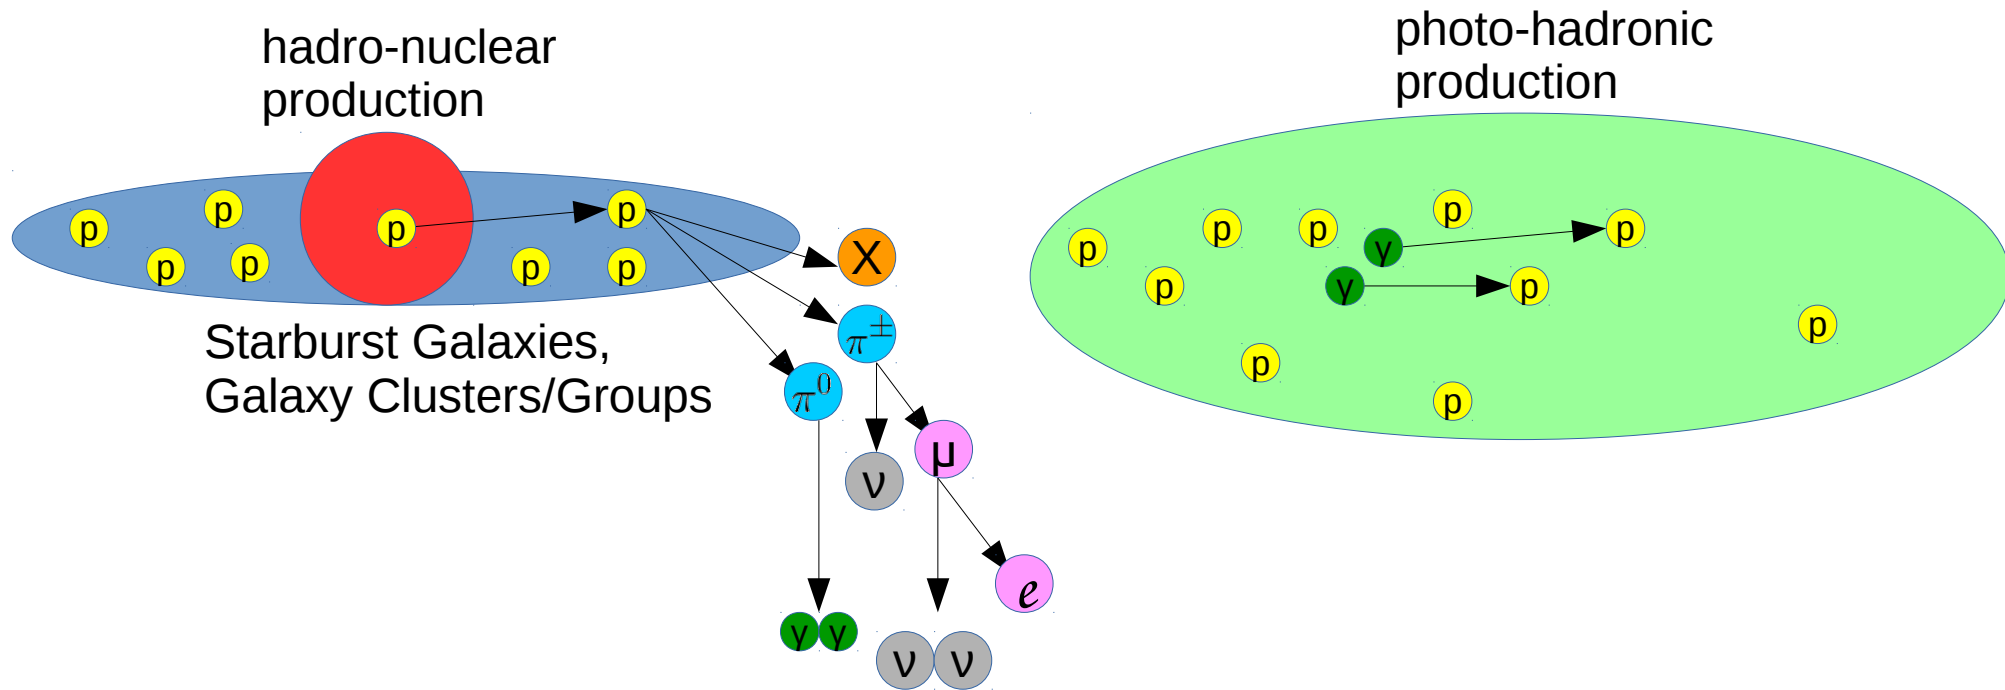 hadro-nuclear
production
photo-hadronic
production
p
p
p
p
p
p
p
p
X
π±
π0
μ
ν
e
γ γ
ν ν
Starburst Galaxies,
Galaxy Clusters/Groups
p
p
p
p
γ
p
p
γ
p
p
p
p